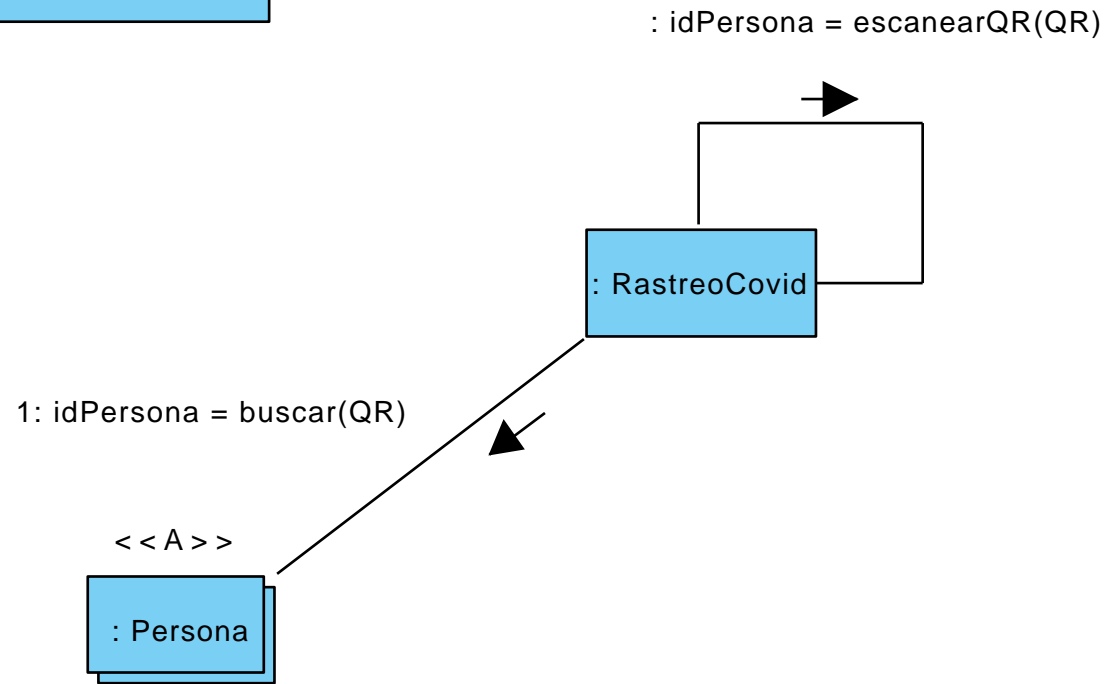 : idPersona = escanearQR(QR)
: RastreoCovid
1: idPersona = buscar(QR)
<<A>>
: Persona